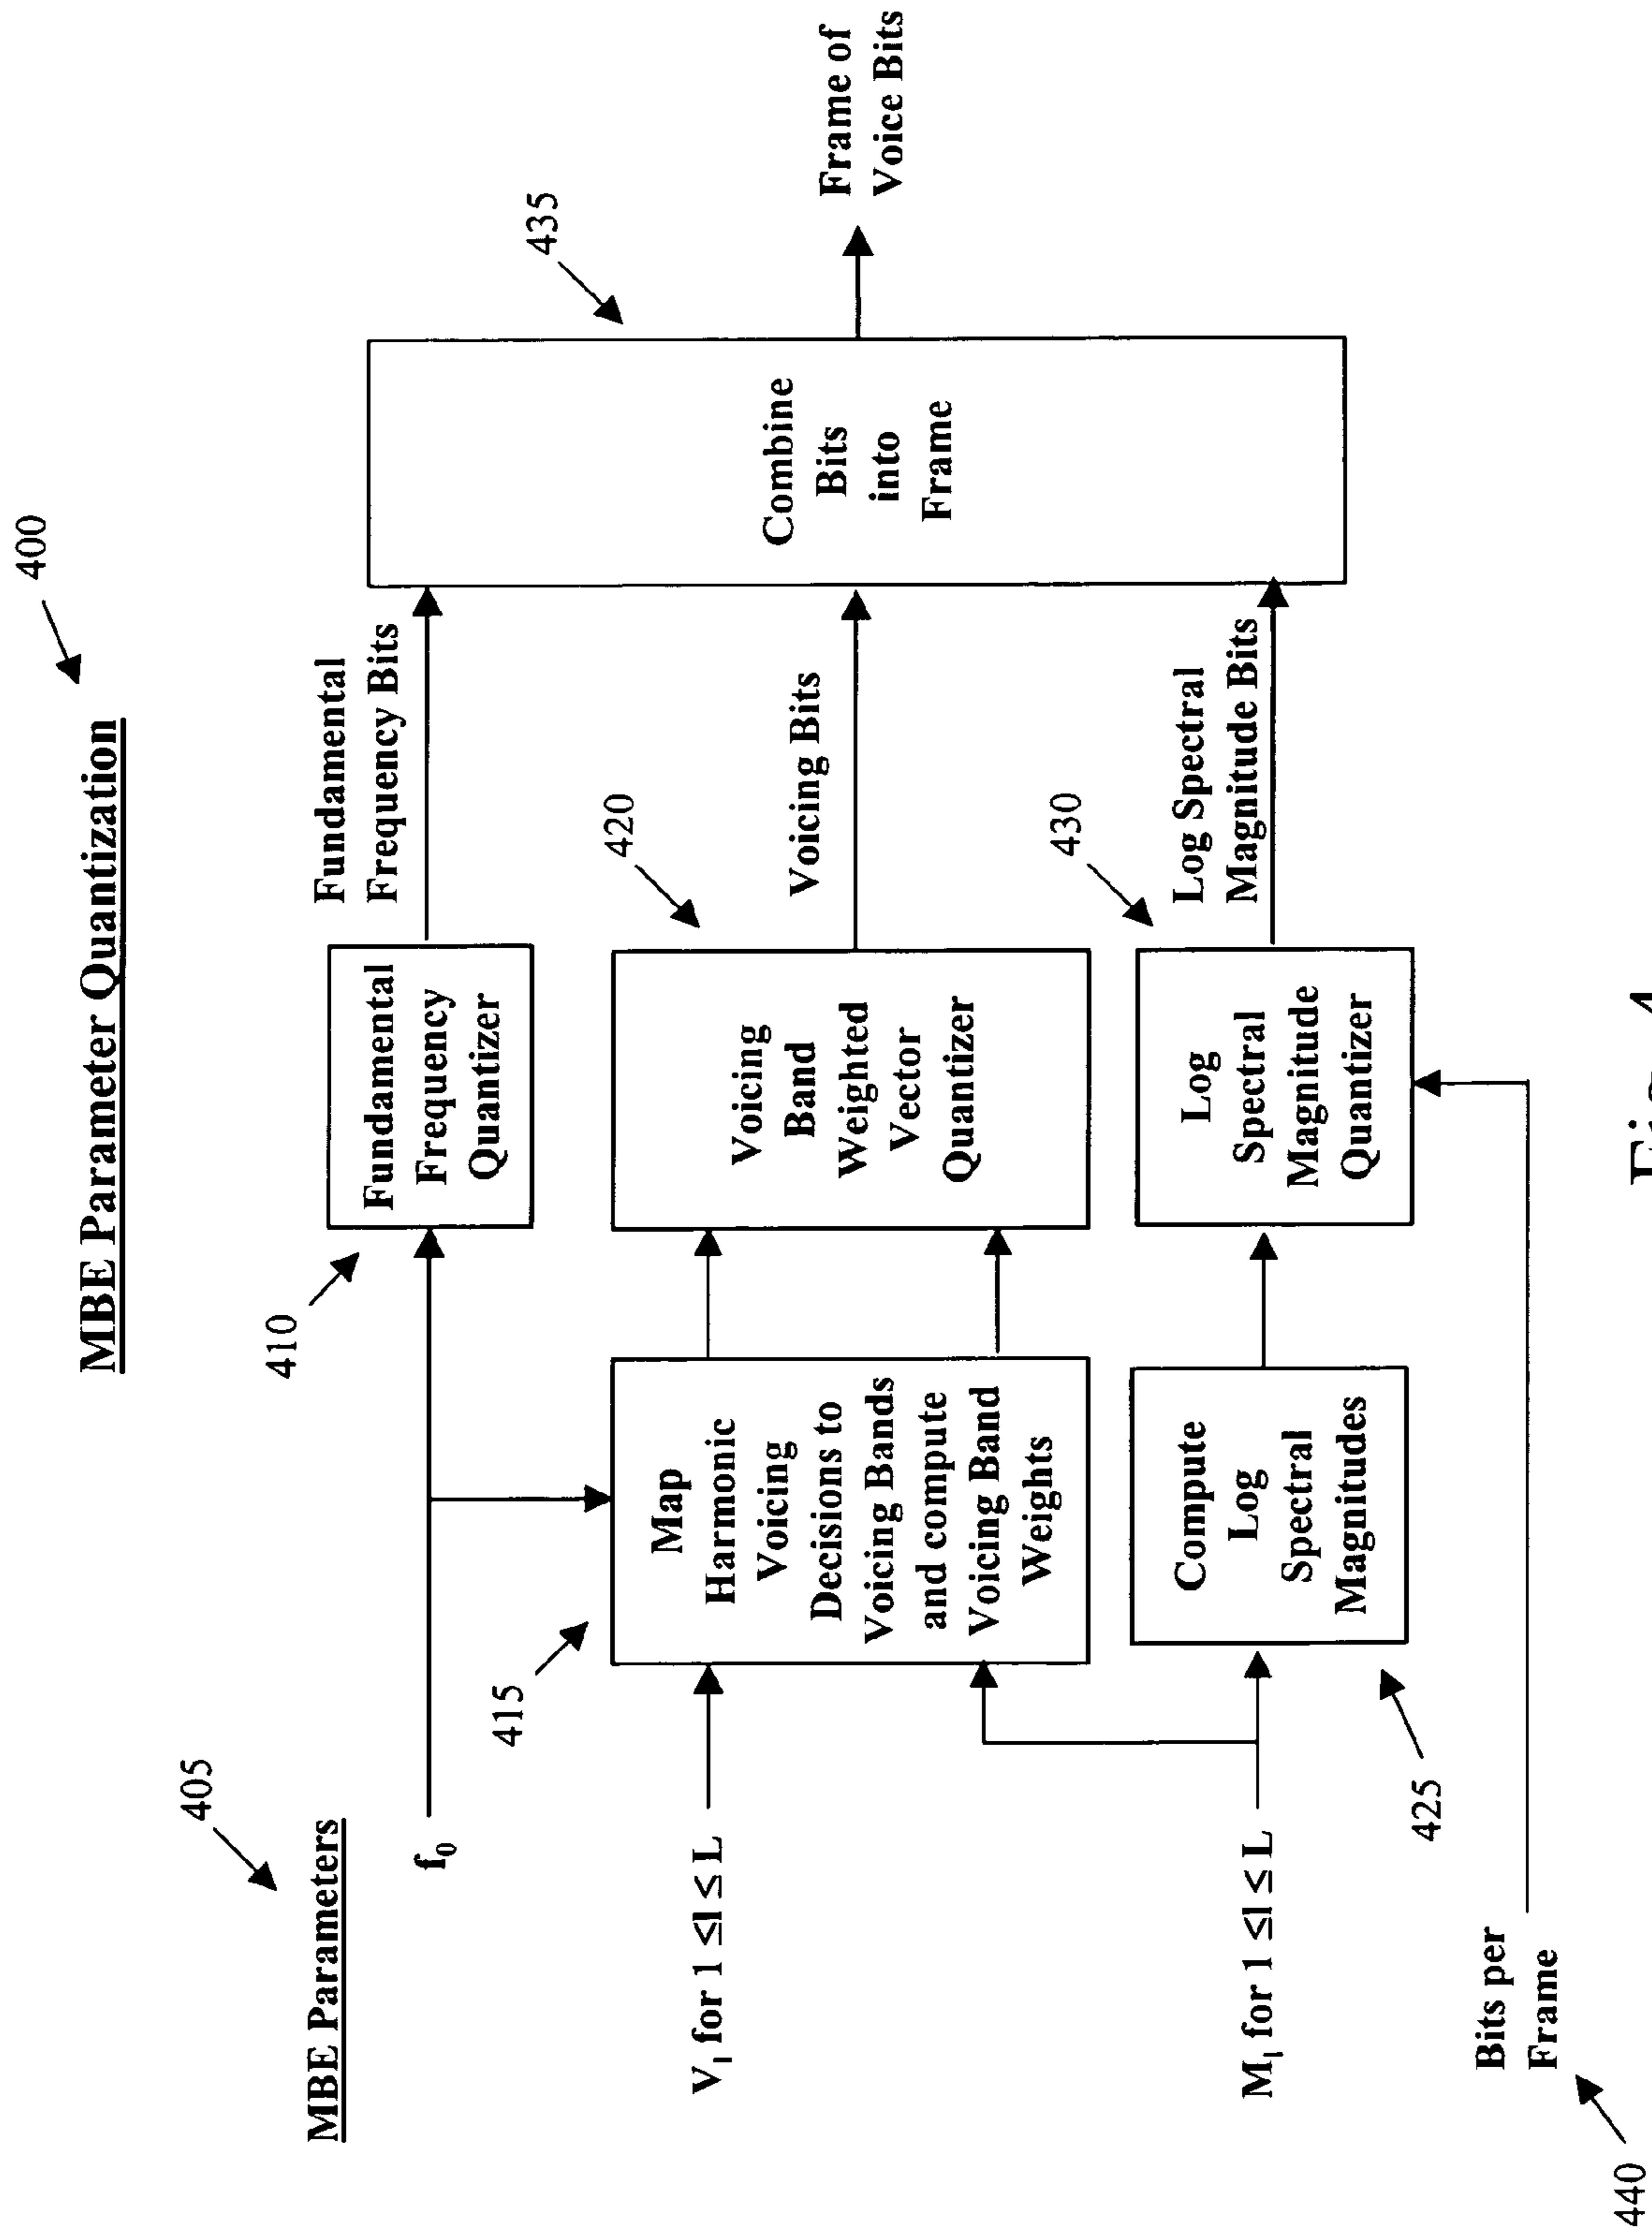 MBE Parameter Quantization
400
405
MBE Parameters
f₀
410
Fundamental
Frequency
Quantizer
Fundamental
Frequency Bits
V_l for 1 ≤l ≤ L
415
Map
Harmonic
Voicing
Decisions to
Voicing Bands
and compute
Voicing Band
Weights
420
Voicing
Band
Weighted
Vector
Quantizer
Voicing Bits
M_l for 1 ≤l ≤ L
425
Compute
Log
Spectral
Magnitudes
430
Log
Spectral
Magnitude
Quantizer
Log Spectral
Magnitude Bits
435
Combine
Bits
into
Frame
Frame of
Voice Bits
Bits per
Frame
440